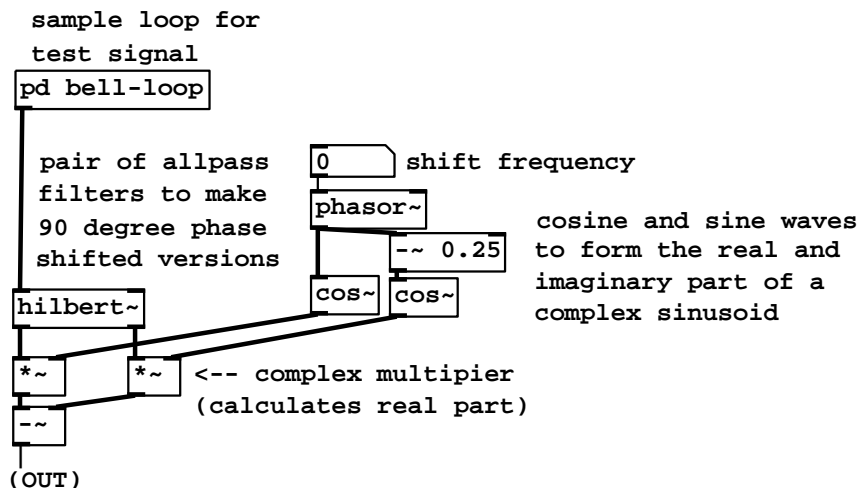 sample loop for
test signal
pd bell-loop
pair of allpass
filters to make
90 degree phase
shifted versions
0
shift frequency
phasor~
-~ 0.25
cos~
cos~
cosine and sine waves
to form the real and
imaginary part of a
complex sinusoid
hilbert~
*~
*~
<-- complex multipier
(calculates real part)
-~
(OUT)